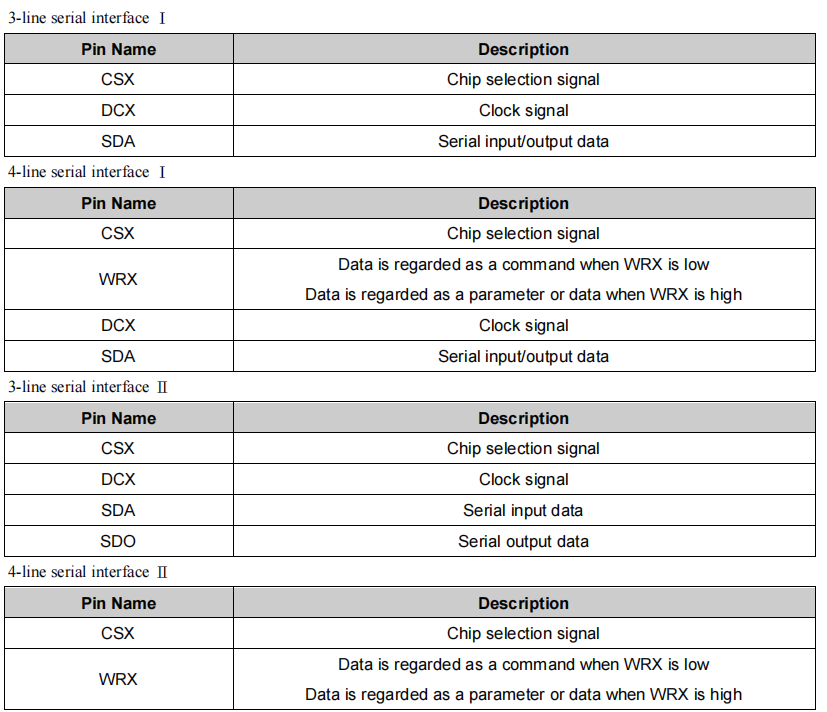 3-line serial interface Ⅰ
Pin Name Description
CSX Chip selection signal
DCX Clock signal
SDA Serial input/output data
4-line serial interface Ⅰ
Pin Name Description
CSX Chip selection signal
WRX Data is regarded as a command when WRX is low
Data is regarded as a parameter or data when WRX is high
DCX Clock signal
SDA Serial input/output data
3-line serial interface Ⅱ
Pin Name Description
CSX Chip selection signal
DCX Clock signal
SDA Serial input data
SDO Serial output data
4-line serial interface Ⅱ
Pin Name Description
CSX Chip selection signal
WRX Data is regarded as a command when WRX is low
Data is regarded as a parameter or data when WRX is high